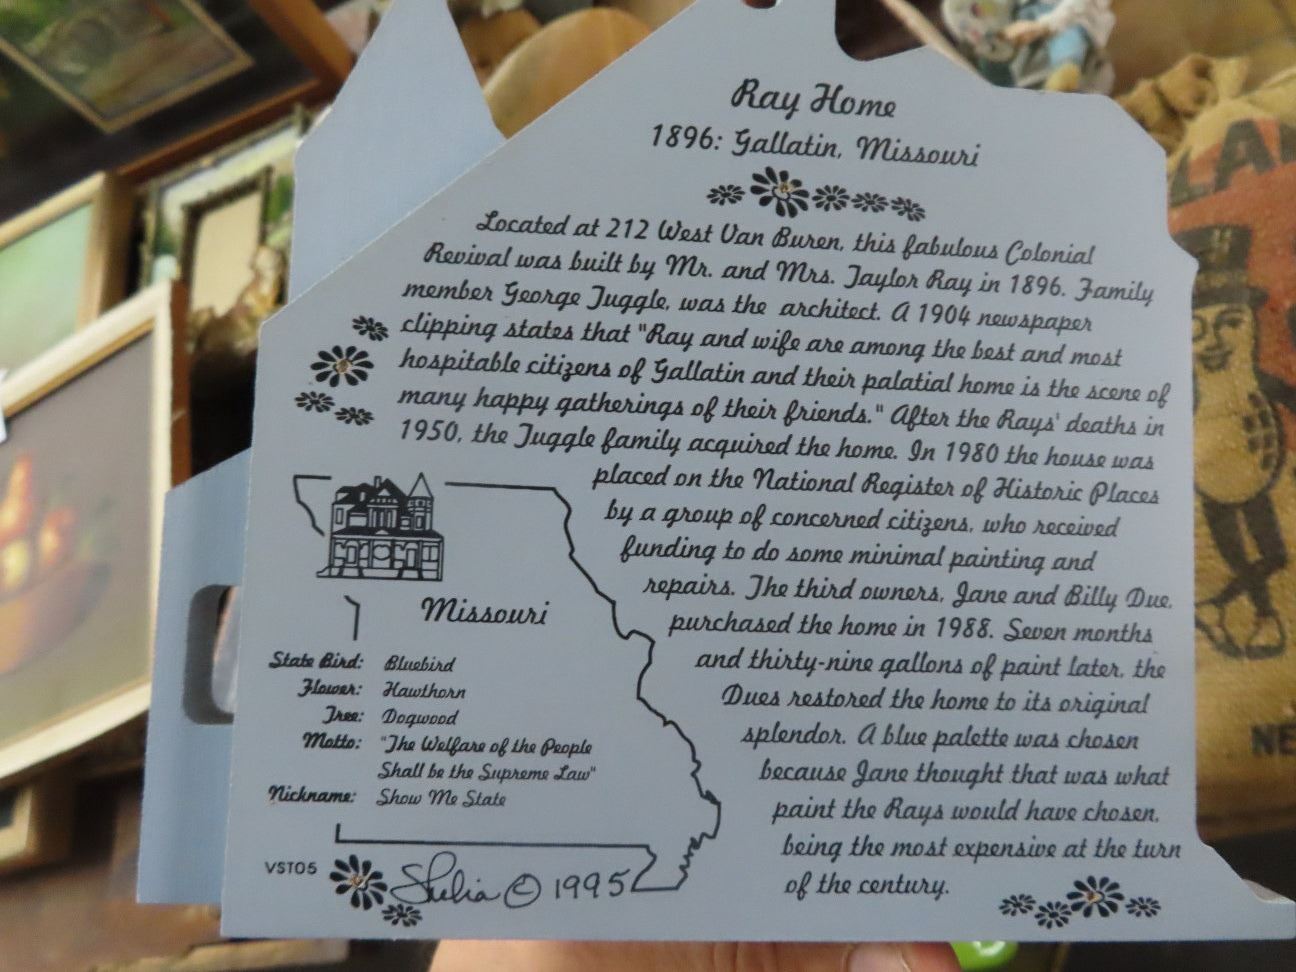 Ray Home
1896: Gallatin, Missouri
Located at 212 West Van Buren, this fabulous Colonial
Revival was built by Mr. and Mrs. Taylor Ray in 1896. Family
member George Tuggle, was the architect. A 1904 newspaper
clipping states that "Ray and wife are among the best and most
hospitable citizens of Gallatin and their palatial home is the scene of
many happy gatherings of their friends." After the Rays' deaths in
1950, the Tuggle family acquired the home. In 1980 the house was
placed on the National Register of Historic Places
by a group of concerned citizens, who received
funding to do some minimal painting and
repairs. The third owners, Jane and Billy Due,
purchased the home in 1988. Seven months
and thirty-nine gallons of paint later, the
Dues restored the home to its original
splendor. A blue palette was chosen
because Jane thought that was what
paint the Rays would have chosen,
being the most expensive at the turn
of the century.
Missouri
State Bird: Bluebird
Flower: Hawthorn
Tree: Dogwood
Motto: "The Welfare of the People
Shall be the Supreme Law"
Nickname: Show Me State
VST05
Shelia © 1995